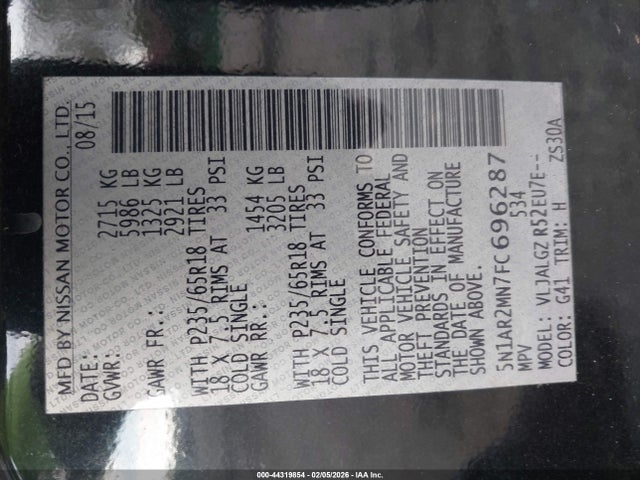 MFD BY NISSAN MOTOR CO., LTD.
DATE: 08/15
GVWR: 2715 KG
5986 LB
GAWR FR.: 1325 KG
2921 LB
WITH P235/65R18 TIRES
18 X 7.5 RIMS AT 33 PSI
COLD SINGLE
GAWR RR.: 1454 KG
3205 LB
WITH P235/65R18 TIRES
18 X 7.5 RIMS AT 33 PSI
COLD SINGLE
THIS VEHICLE CONFORMS TO
ALL APPLICABLE FEDERAL
MOTOR VEHICLE SAFETY AND
THEFT PREVENTION
STANDARDS IN EFFECT ON
THE DATE OF MANUFACTURE
SHOWN ABOVE.
5N1AR2MN7FC696287
MPV 534
MODEL: VLJALGZ R52EU7E--
COLOR: G41 TRIM: H ZS30A
000-44319854 - 02/05/2026 - IAA Inc.